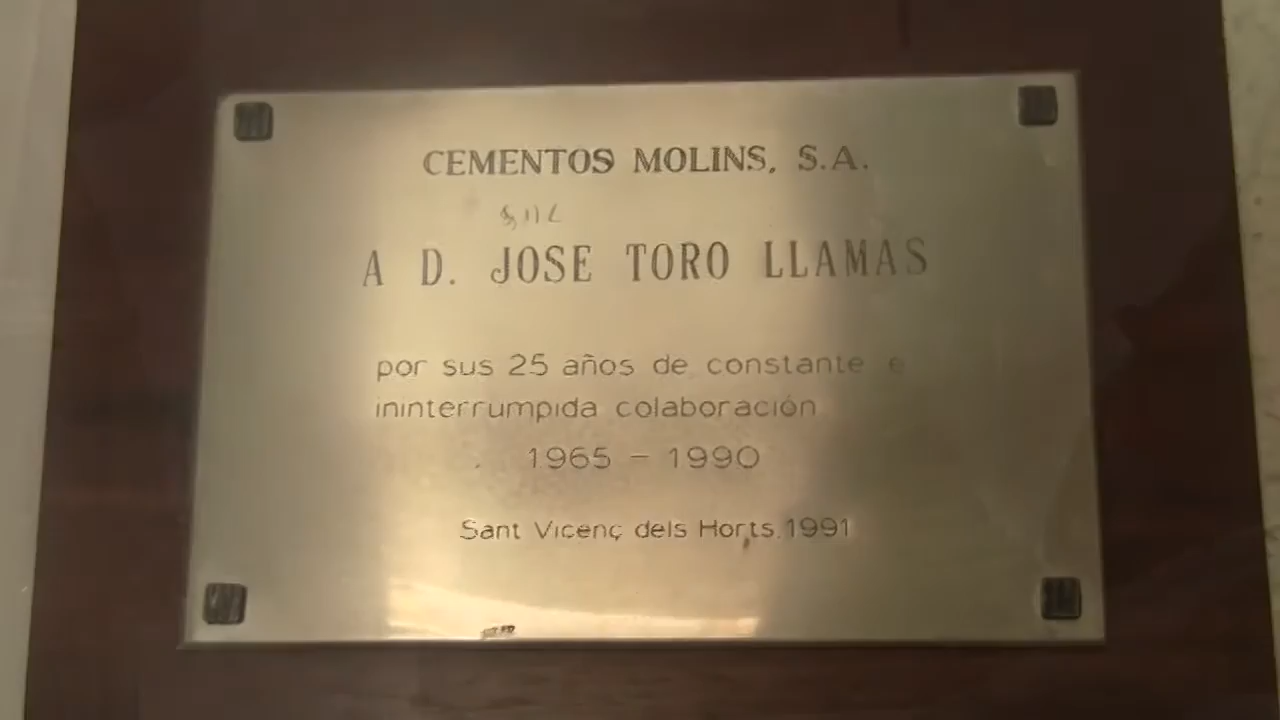 CEMENTOS MOLINS, S.A.
A D. JOSE TORO LLAMAS
por sus 25 años de constante e
ininterrumpida colaboración
1965 - 1990
Sant Vicenç dels Horts, 1991